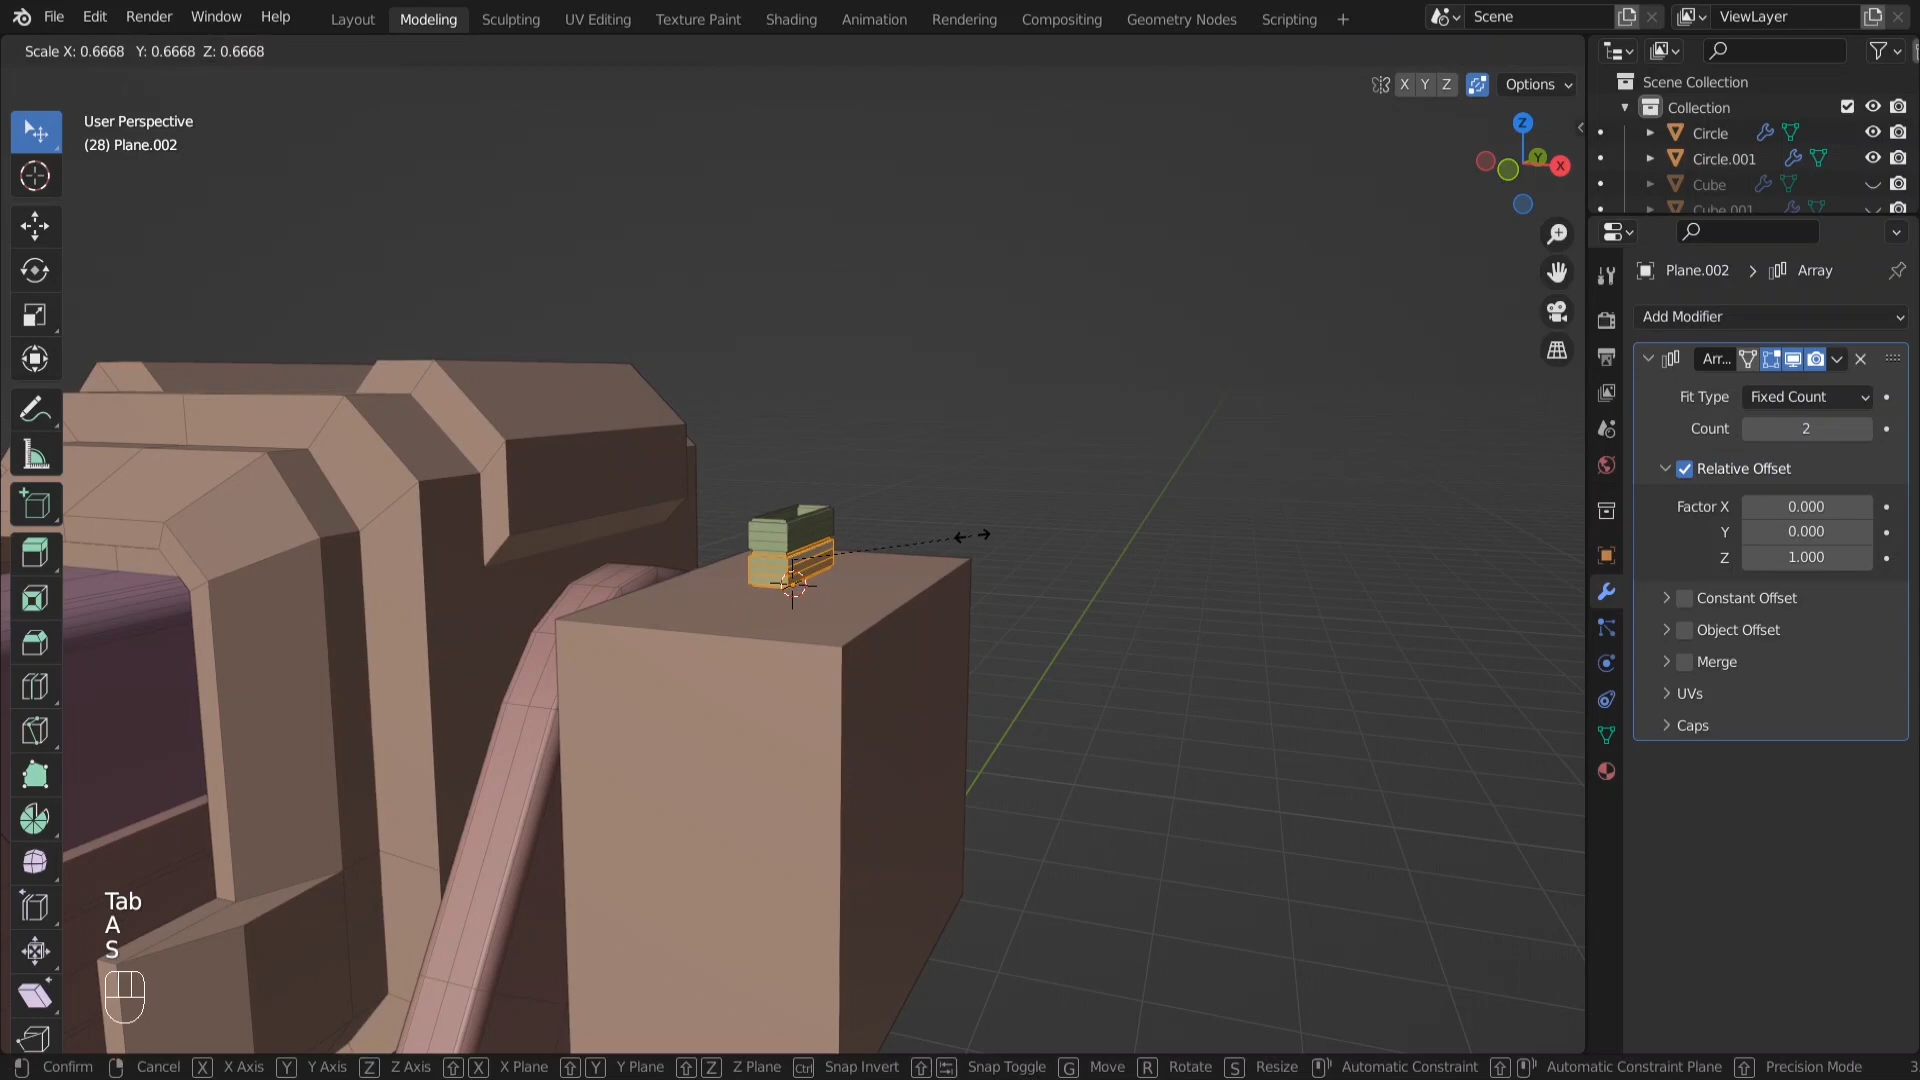 File Edit Render Window Help Layout Modeling Sculpting UV Editing Texture Paint Shading Animation Rendering Compositing Geometry Nodes Scripting + Scene ViewLayer
Scale X: 0.6668 Y: 0.6668 Z: 0.6668
X Y Z Options
User Perspective
(28) Plane.002
Z
Y
X
Scene Collection
Collection
Circle
Circle.001
Cube
Cube.001
Plane.002 > Array
Add Modifier
Arr...
Fit Type Fixed Count
Count 2
Relative Offset
Factor X 0.000
Y 0.000
Z 1.000
Constant Offset
Object Offset
Merge
UVs
Caps
Tab
A
S
Confirm Cancel X X Axis Y Y Axis Z Z Axis X X Plane Y Y Plane Z Z Plane Ctrl Snap Invert Snap Toggle G Move R Rotate S Resize Automatic Constraint Automatic Constraint Plane Precision Mode 3